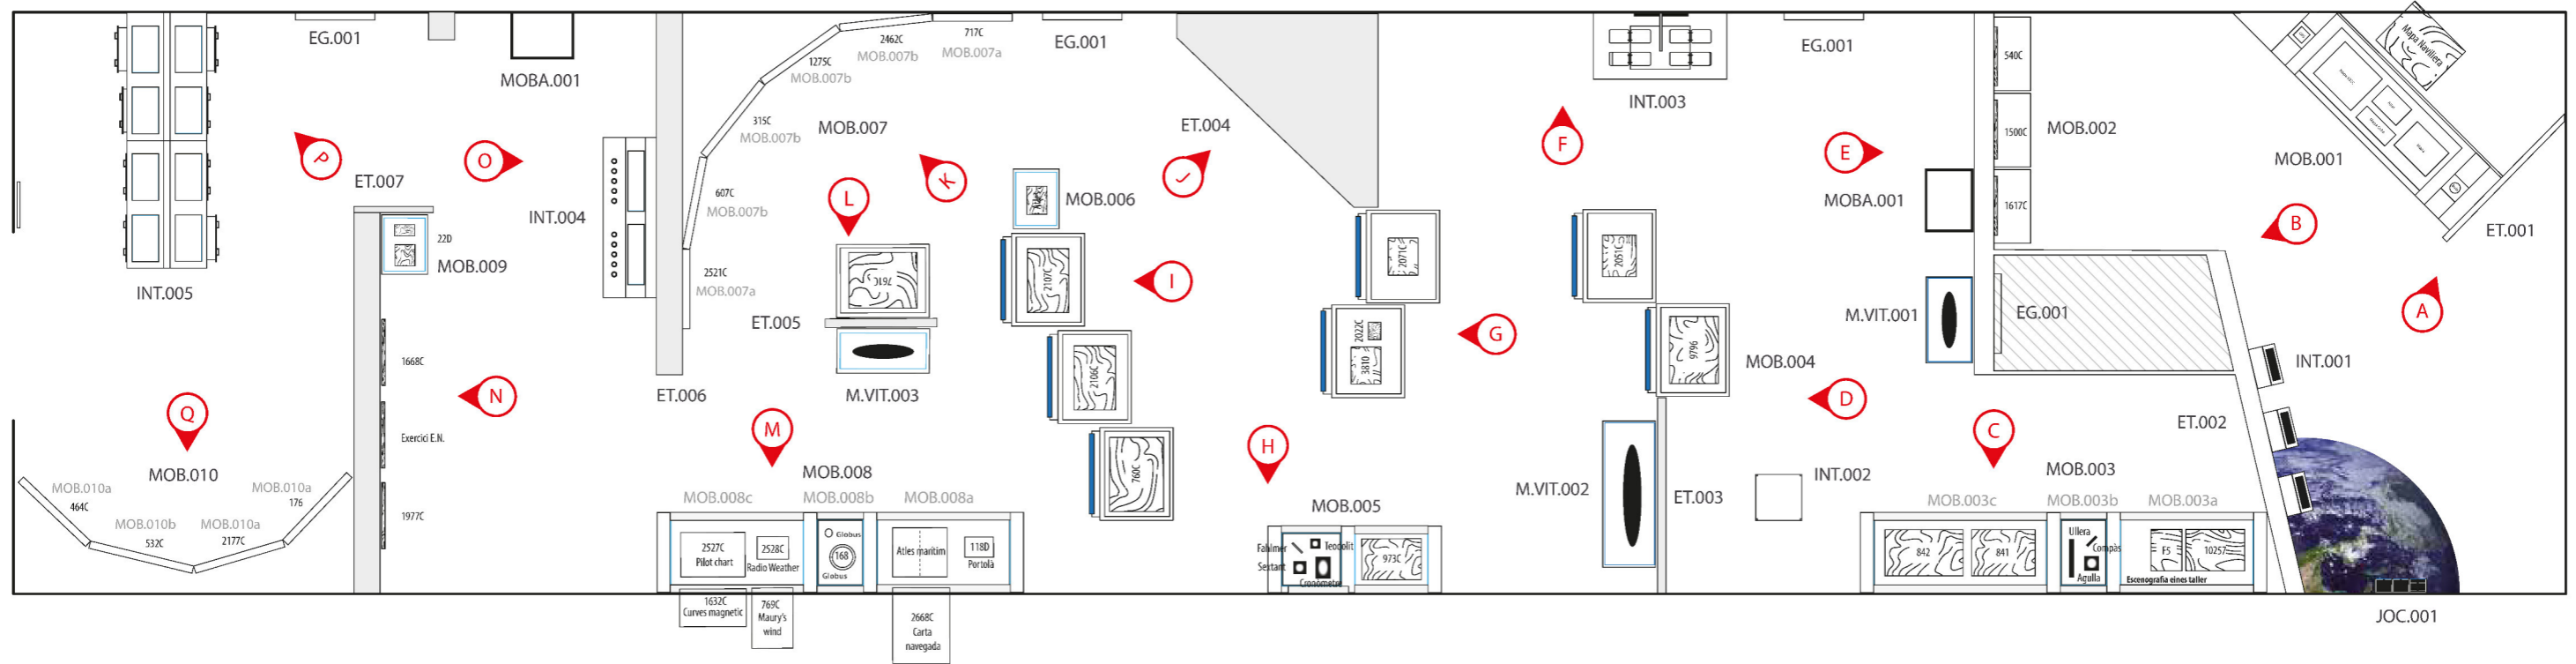 EG.001
MOBA.001
INT.005
P
O
ET.007
22D
MOB.009
INT.004
1668C
Exercici E.N.
1977C
N
Q
MOB.010
MOB.010a
464C
MOB.010b
532C
MOB.010a
2177C
MOB.010a
176
717C
MOB.007a
2462C
MOB.007b
1275C
MOB.007b
315C
MOB.007b
607C
MOB.007b
2521C
MOB.007a
MOB.007
EG.001
ET.004
K
J
L
MOB.006
2107C
I
ET.005
M.VIT.003
2106C
760C
ET.006
M
MOB.008
MOB.008c
MOB.008b
MOB.008a
2527C
Pilot chart
2528C
Radio Weather
Globus
168
Globus
Atles marítim
118D
Portolà
1632C
Curves magnetic
769C
Maury's
wind
2668C
Carta
navegada
H
MOB.005
Teodolit
Sextant
Cronòmetre
973C
2071C
2022C
3810
G
F
INT.003
EG.001
2051C
9796
MOB.004
M.VIT.002
ET.003
INT.002
D
E
MOBA.001
M.VIT.001
540C
1500C
1617C
MOB.002
EG.001
C
ET.002
MOB.003
MOB.003c
MOB.003b
MOB.003a
842
841
Ullera
Compàs
Agulla
F5
10257
Escenografia eines taller
INT.001
JOC.001
A
B
MOB.001
ET.001
Mapa Naviliera